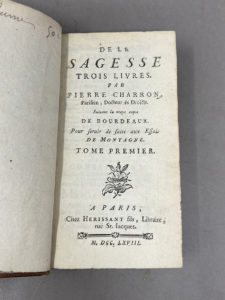 DE LA
SAGESSE
TROIS LIVRES.
PAR
PIERRE CHARRON,
Parisien, Docteur ès Droits.
Suivant la vraye copie
DE BOURDEAUX.
Pour servir de suite aux Essais
DE MONTAGNE.
TOME PREMIER.
A PARIS,
Chez HERISSANT fils, Libraire,
rue St. Jacques.
M. DCC. LXVIII.